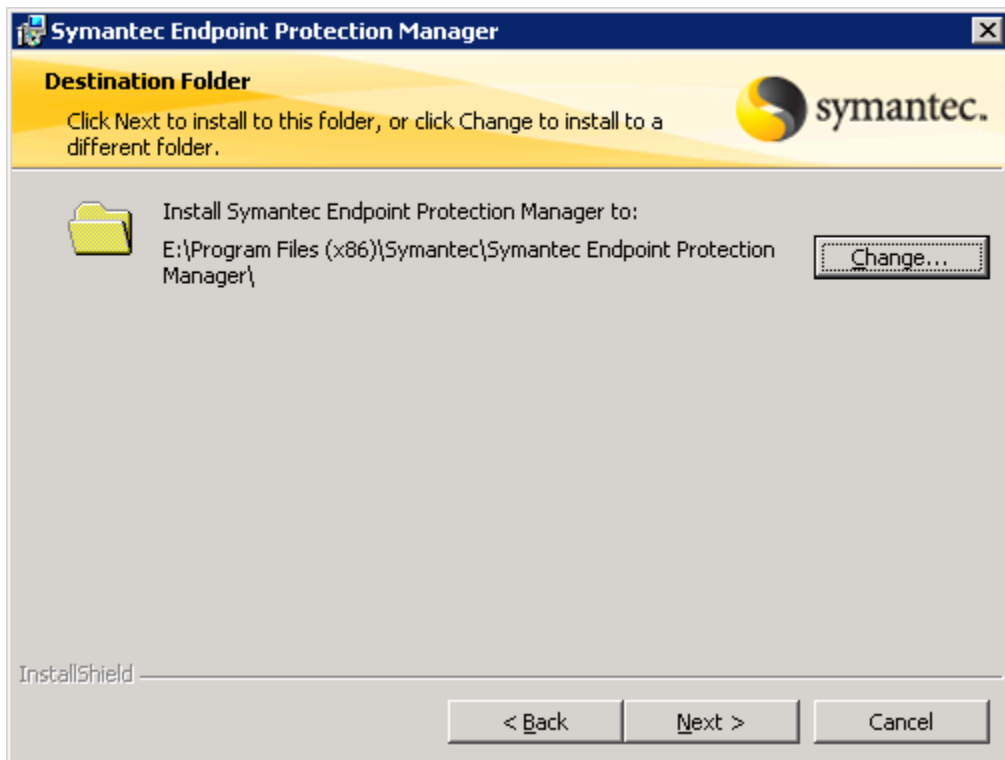 Symantec Endpoint Protection Manager
Destination Folder
Click Next to install to this folder, or click Change to install to a
different folder.
symantec.
Install Symantec Endpoint Protection Manager to:
E:\Program Files (x86)\Symantec\Symantec Endpoint Protection
Manager\
Change...
InstallShield
< Back
Next >
Cancel